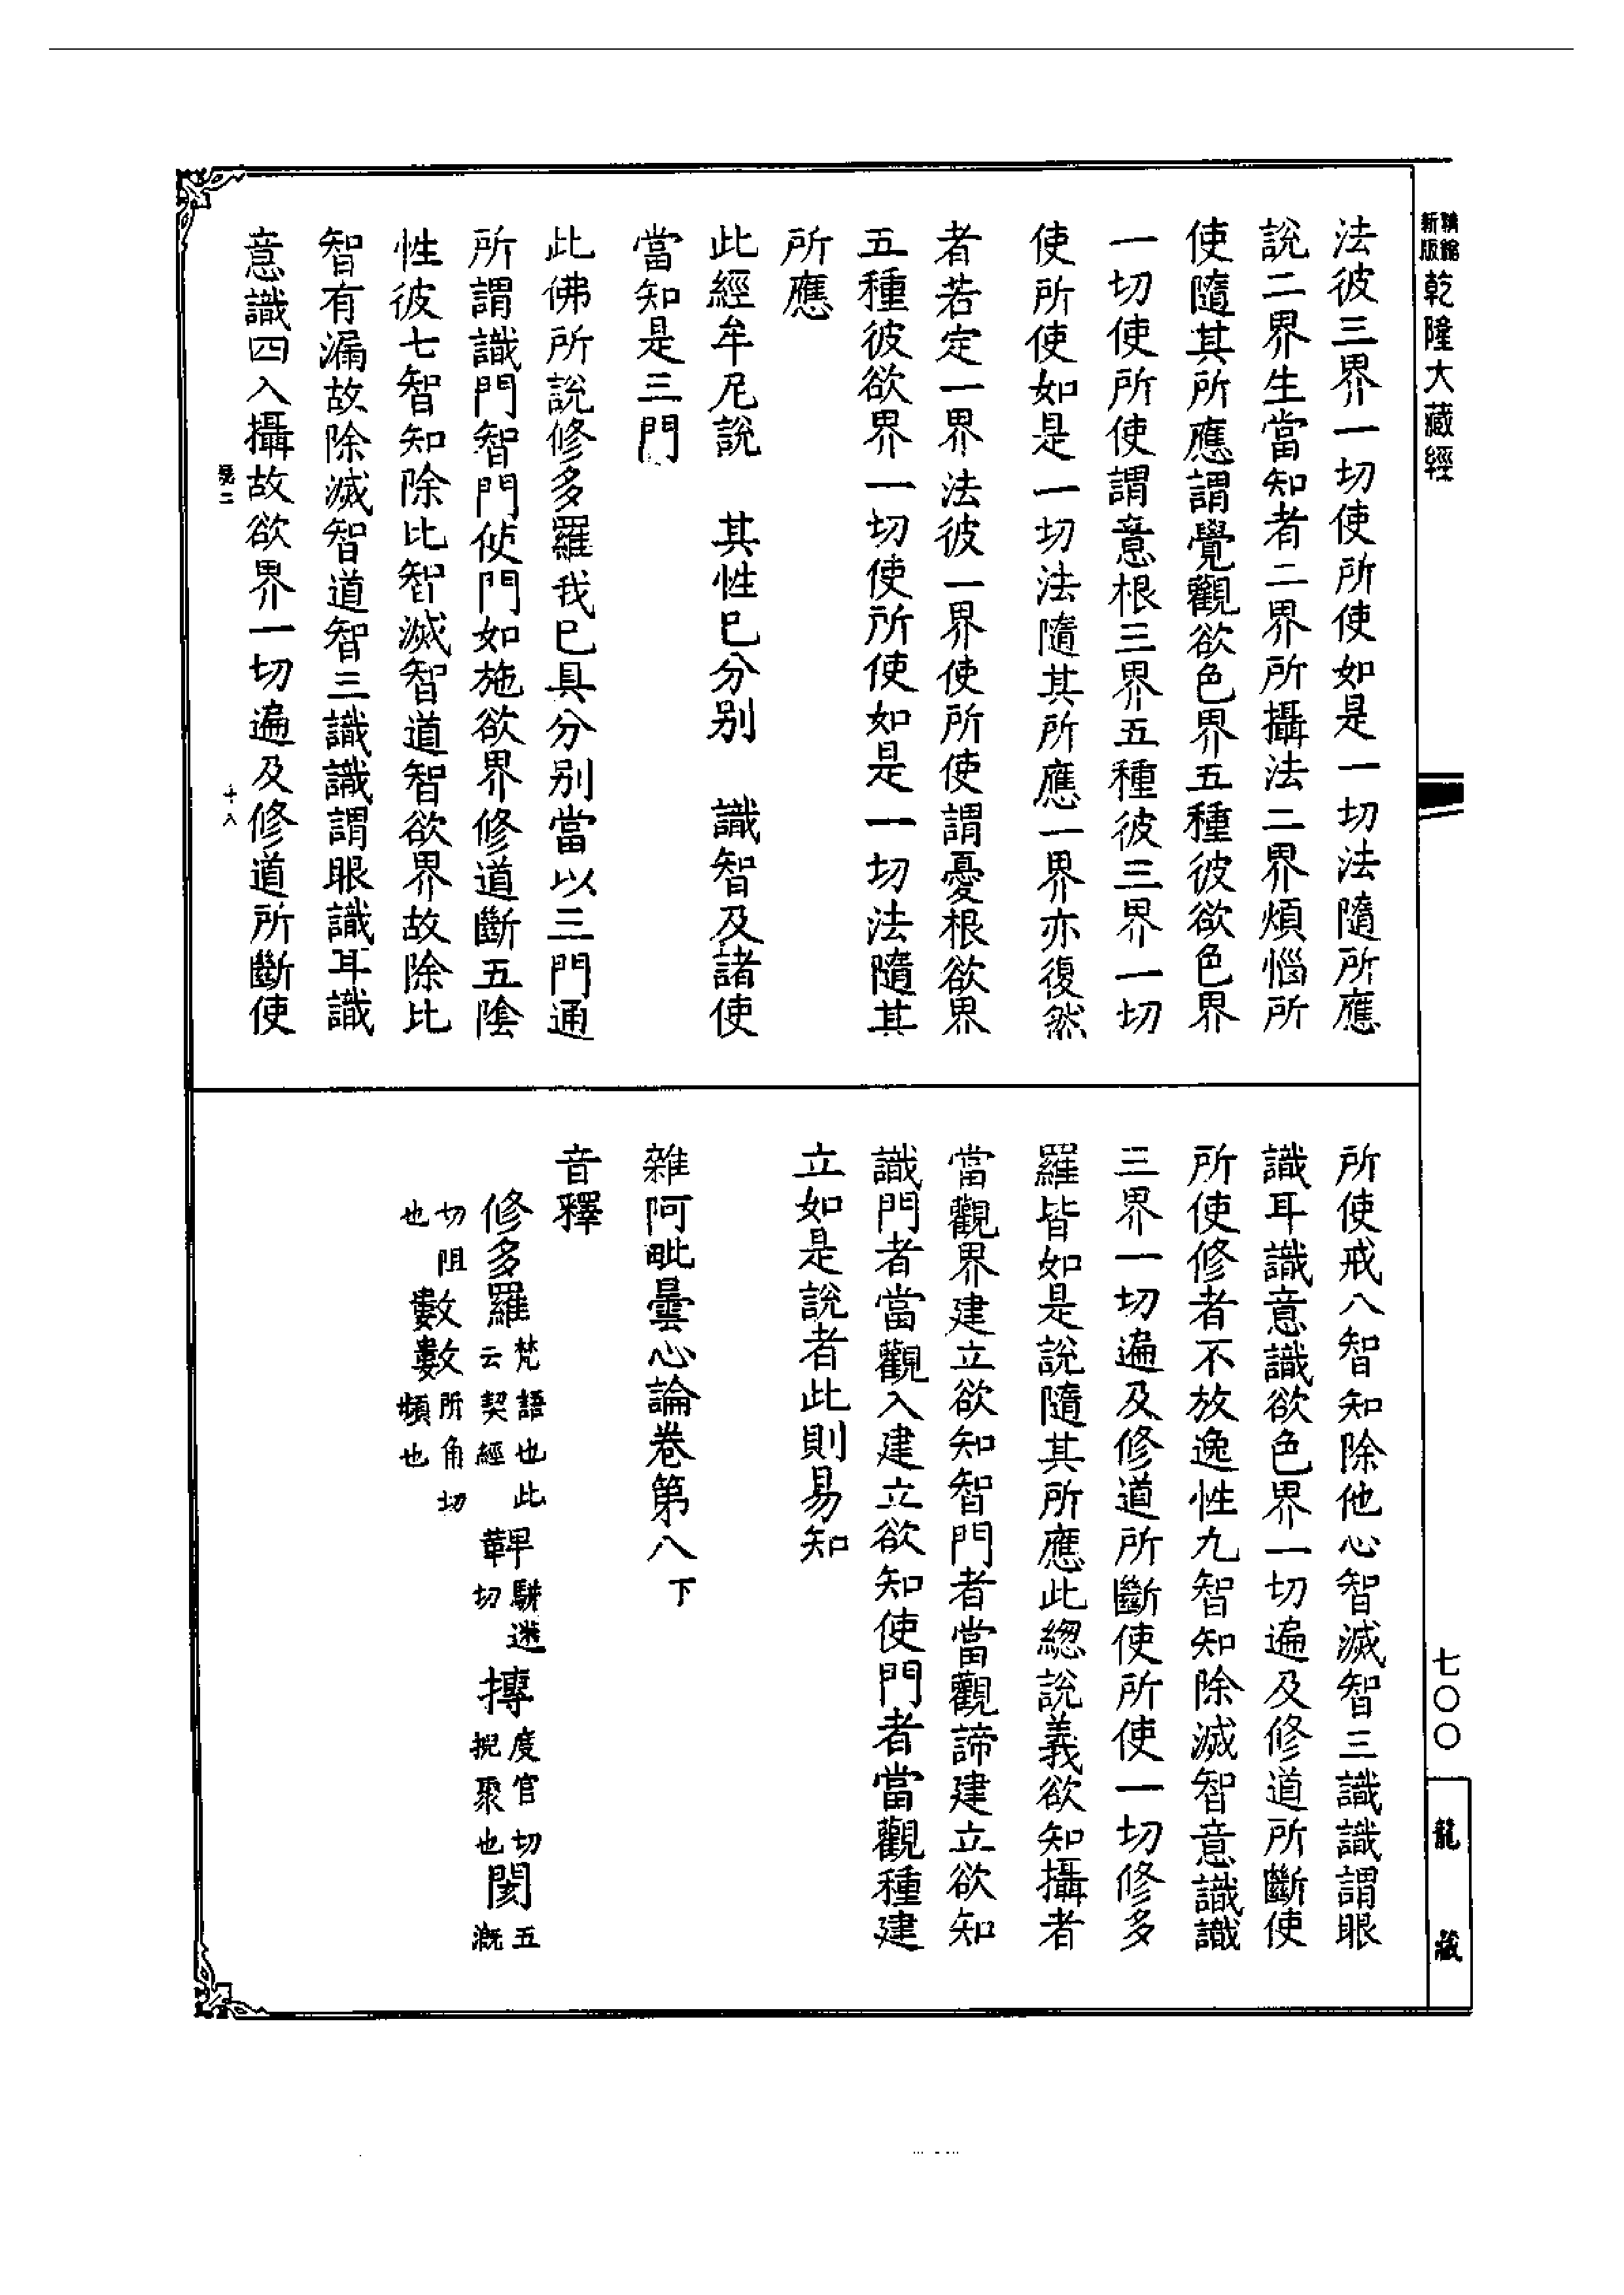 新編
新版
乾隆大藏經
法彼三界一切使所使如是一切法隨所應
說二界生當知者二界所攝法二界煩惱所
使隨其所應謂覺觀欲色界五種彼欲色界
一切使所使謂意根三界五種彼三界一切
使所使如是一切法隨其所應一界亦復然
者若定一界法彼一界使所使謂憂根欲界
五種彼欲界一切使所使如是一切法隨其
所應
此經牟尼說 其性已分別 識智及諸使
當知是三門
此佛所說修多羅我已具分別當以三門通
所謂識門智門使門如施欲界修道斷五陰
性彼七智知除比智滅智道智欲界故除比
智有漏故除滅智道智三識識謂眼識耳識
意識四入攝故欲界一切遍及修道所斷使
十八
所使戒八智知除他心智滅智三識識謂眼
識耳識意識欲色界一切遍及修道所斷使
所使修者不放逸性九智知除滅智意識識
三界一切遍及修道所斷使所使一切修多
羅皆如是說隨其所應此總說義欲知攝者
當觀界建立欲知智門者當觀諦建立欲知
識門者當觀入建立欲知使門者當觀種建
立如是說者此則易知
雜阿毗曇心論卷第八下
音釋
修多羅梵語也此云契經 鞞駢迷切 摶度官切捖聚也 閡五漑
切阻也 數數所角切頻也
七〇〇
龍藏